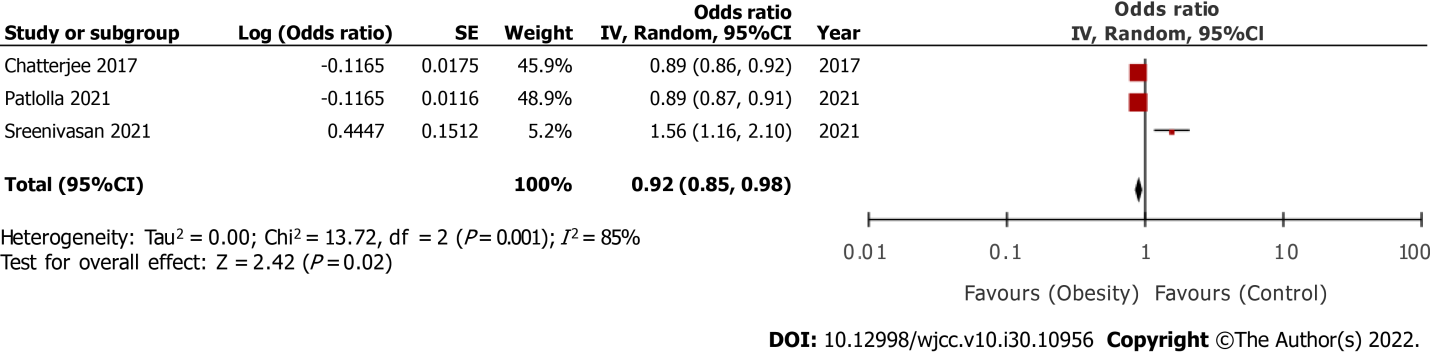 Odds ratio Odds ratio
Study or subgroup Log (Odds ratio) SE Weight IV, Random, 95%CI Year IV, Random, 95%CI
Chatterjee 2017 -0.1165 0.0175 45.9% 0.89 (0.86, 0.92) 2017
Patlolla 2021 -0.1165 0.0116 48.9% 0.89 (0.87, 0.91) 2021
Sreenivasan 2021 0.4447 0.1512 5.2% 1.56 (1.16, 2.10) 2021
Total (95%CI) 100% 0.92 (0.85, 0.98)
Heterogeneity: Tau² = 0.00; Chi² = 13.72, df = 2 (P = 0.001); I² = 85%
Test for overall effect: Z = 2.42 (P = 0.02)
0.01 0.1 1 10 100
Favours (Obesity) Favours (Control)
DOI: 10.12998/wjcc.v10.i30.10956 Copyright ©The Author(s) 2022.